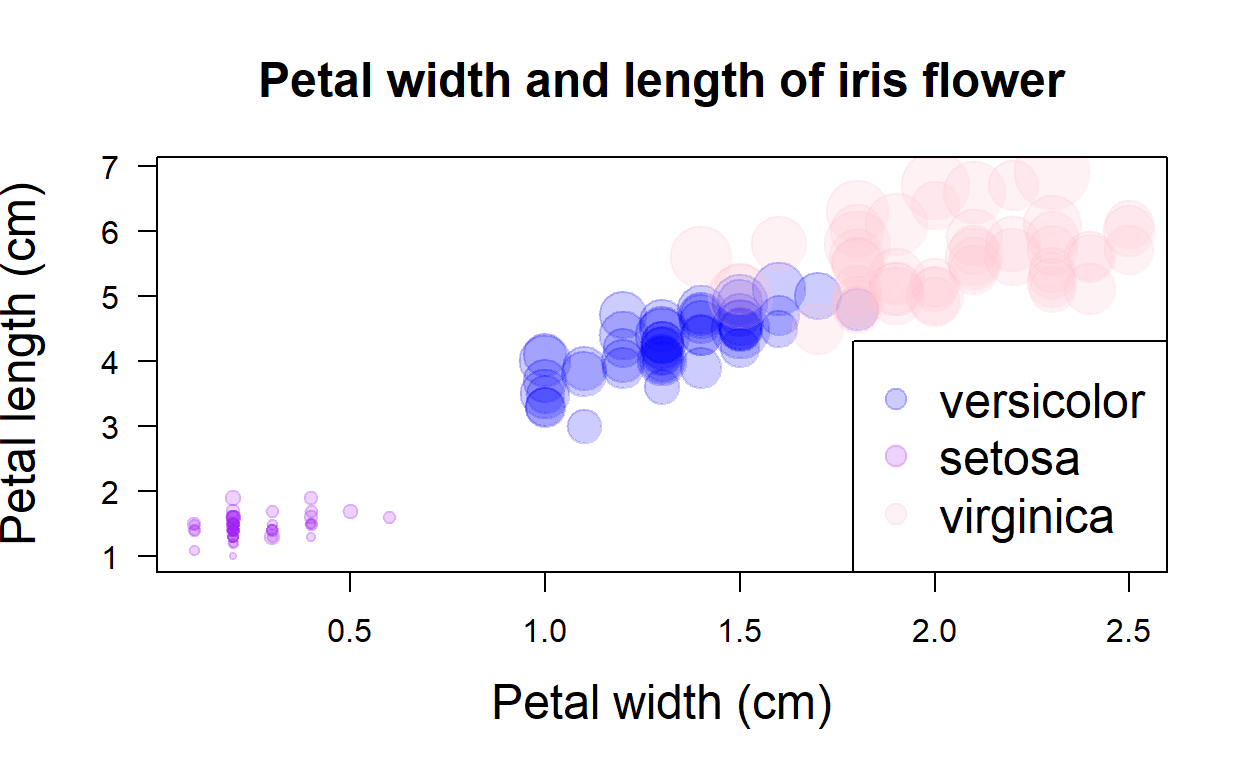 Petal width and length of iris flower
Petal length (cm)
7
6
5
4
3
2
1
versicolor
setosa
virginica
0.5 1.0 1.5 2.0 2.5
Petal width (cm)